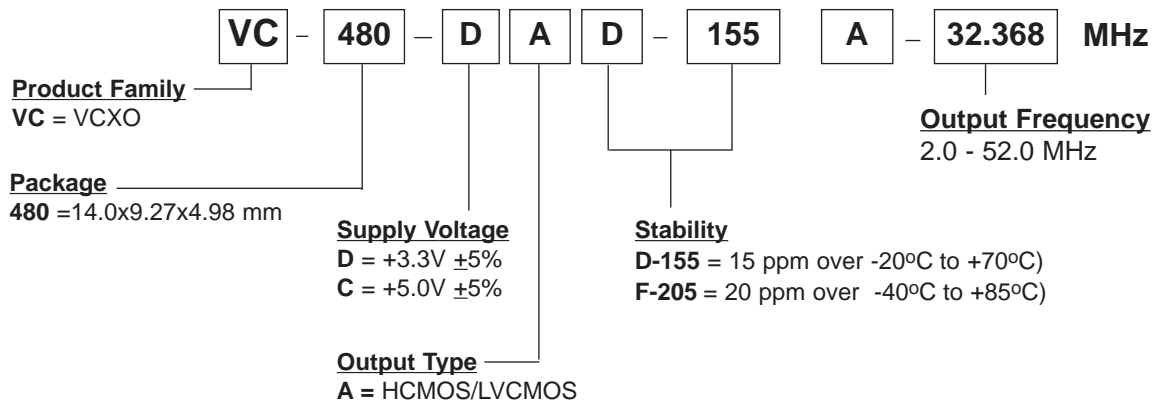 VC - 480 - D A D - 155 A - 32.368 MHz
Product Family
VC = VCXO
Output Frequency
2.0 - 52.0 MHz
Package
480 =14.0x9.27x4.98 mm
Supply Voltage
D = +3.3V ±5%
C = +5.0V ±5%
Stability
D-155 = 15 ppm over -20ºC to +70ºC)
F-205 = 20 ppm over -40ºC to +85ºC)
Output Type
A = HCMOS/LVCMOS